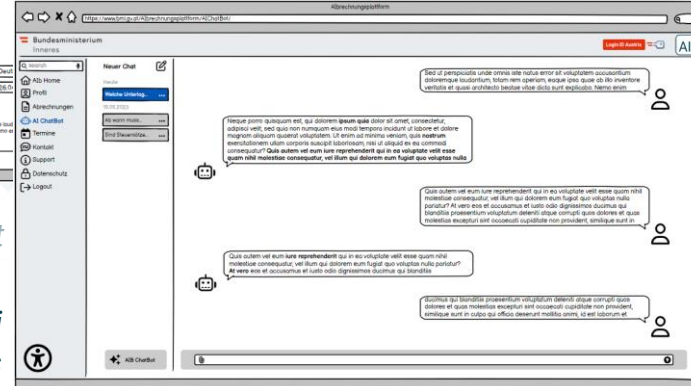 AIbrechnungsplattform
https://www.bmi.gv.at/AIbrechnungsplattform/AIChatBot/
Bundesministerium
Inneres
Login ID Austria
AI
search
AIb Home
Profil
Abrechnungen
AI ChatBot
Termine
Kontakt
Support
Datenschutz
Logout
Neuer Chat
Heute
Welche Unterlag...
15.05.2023
Ab wann muss...
Sind Steuersätze...
AIB ChatBot
Sed ut perspiciatis unde omnis iste natus error sit voluptatem accusantium
doloremque laudantium, totam rem aperiam, eaque ipsa quae ab illo inventore
veritatis et quasi architecto beatae vitae dicta sunt explicabo. Nemo enim
Neque porro quisquam est, qui dolorem ipsum quia dolor sit amet, consectetur,
adipisci velit, sed quia non numquam eius modi tempora incidunt ut labore et dolore
magnam aliquam quaerat voluptatem. Ut enim ad minima veniam, quis nostrum
exercitationem ullam corporis suscipit laboriosam, nisi ut aliquid ex ea commodi
consequatur? Quis autem vel eum iure reprehenderit qui in ea voluptate velit esse
quam nihil molestiae consequatur, vel illum qui dolorem eum fugiat quo voluptas nulla
Quis autem vel eum iure reprehenderit qui in ea voluptate velit esse quam nihil
molestiae consequatur, vel illum qui dolorem eum fugiat quo voluptas nulla
pariatur? At vero eos et accusamus et iusto odio dignissimos ducimus qui
blanditiis praesentium voluptatum deleniti atque corrupti quos dolores et quas
molestias excepturi sint occaecati cupiditate non provident, similique sunt in
Quis autem vel eum iure reprehenderit qui in ea voluptate velit esse quam nihil
molestiae consequatur, vel illum qui dolorem eum fugiat quo voluptas nulla pariatur?
At vero eos et accusamus et iusto odio dignissimos ducimus qui blanditiis
ducimus qui blanditiis praesentium voluptatum deleniti atque corrupti quos
dolores et quas molestias excepturi sint occaecati cupiditate non provident,
similique sunt in culpa qui officia deserunt mollitia animi, id est laborum et